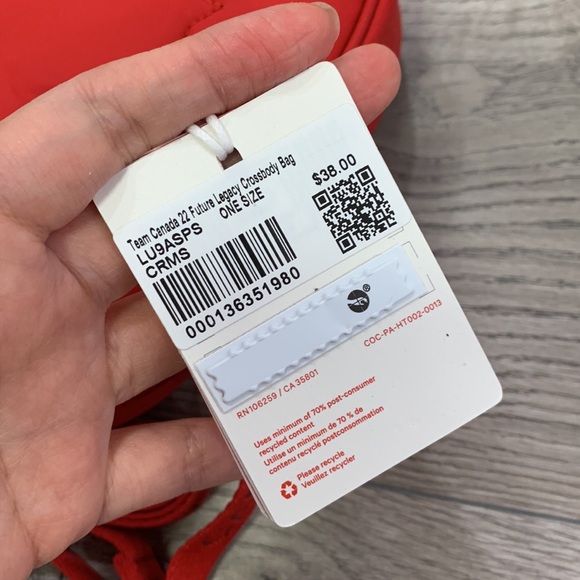 Team Canada 22 Future Legacy Crossbody Bag
LU9ASPS ONE SIZE
CRMS
$38.00
000136351980
®
RN106259 / CA35801
COC-PA-HT002-0013
Uses minimum of 70% post-consumer
recycled content
Utilise un minimum de 70 % de
contenu recyclé postconsommation
Please recycle
Veuillez recycler